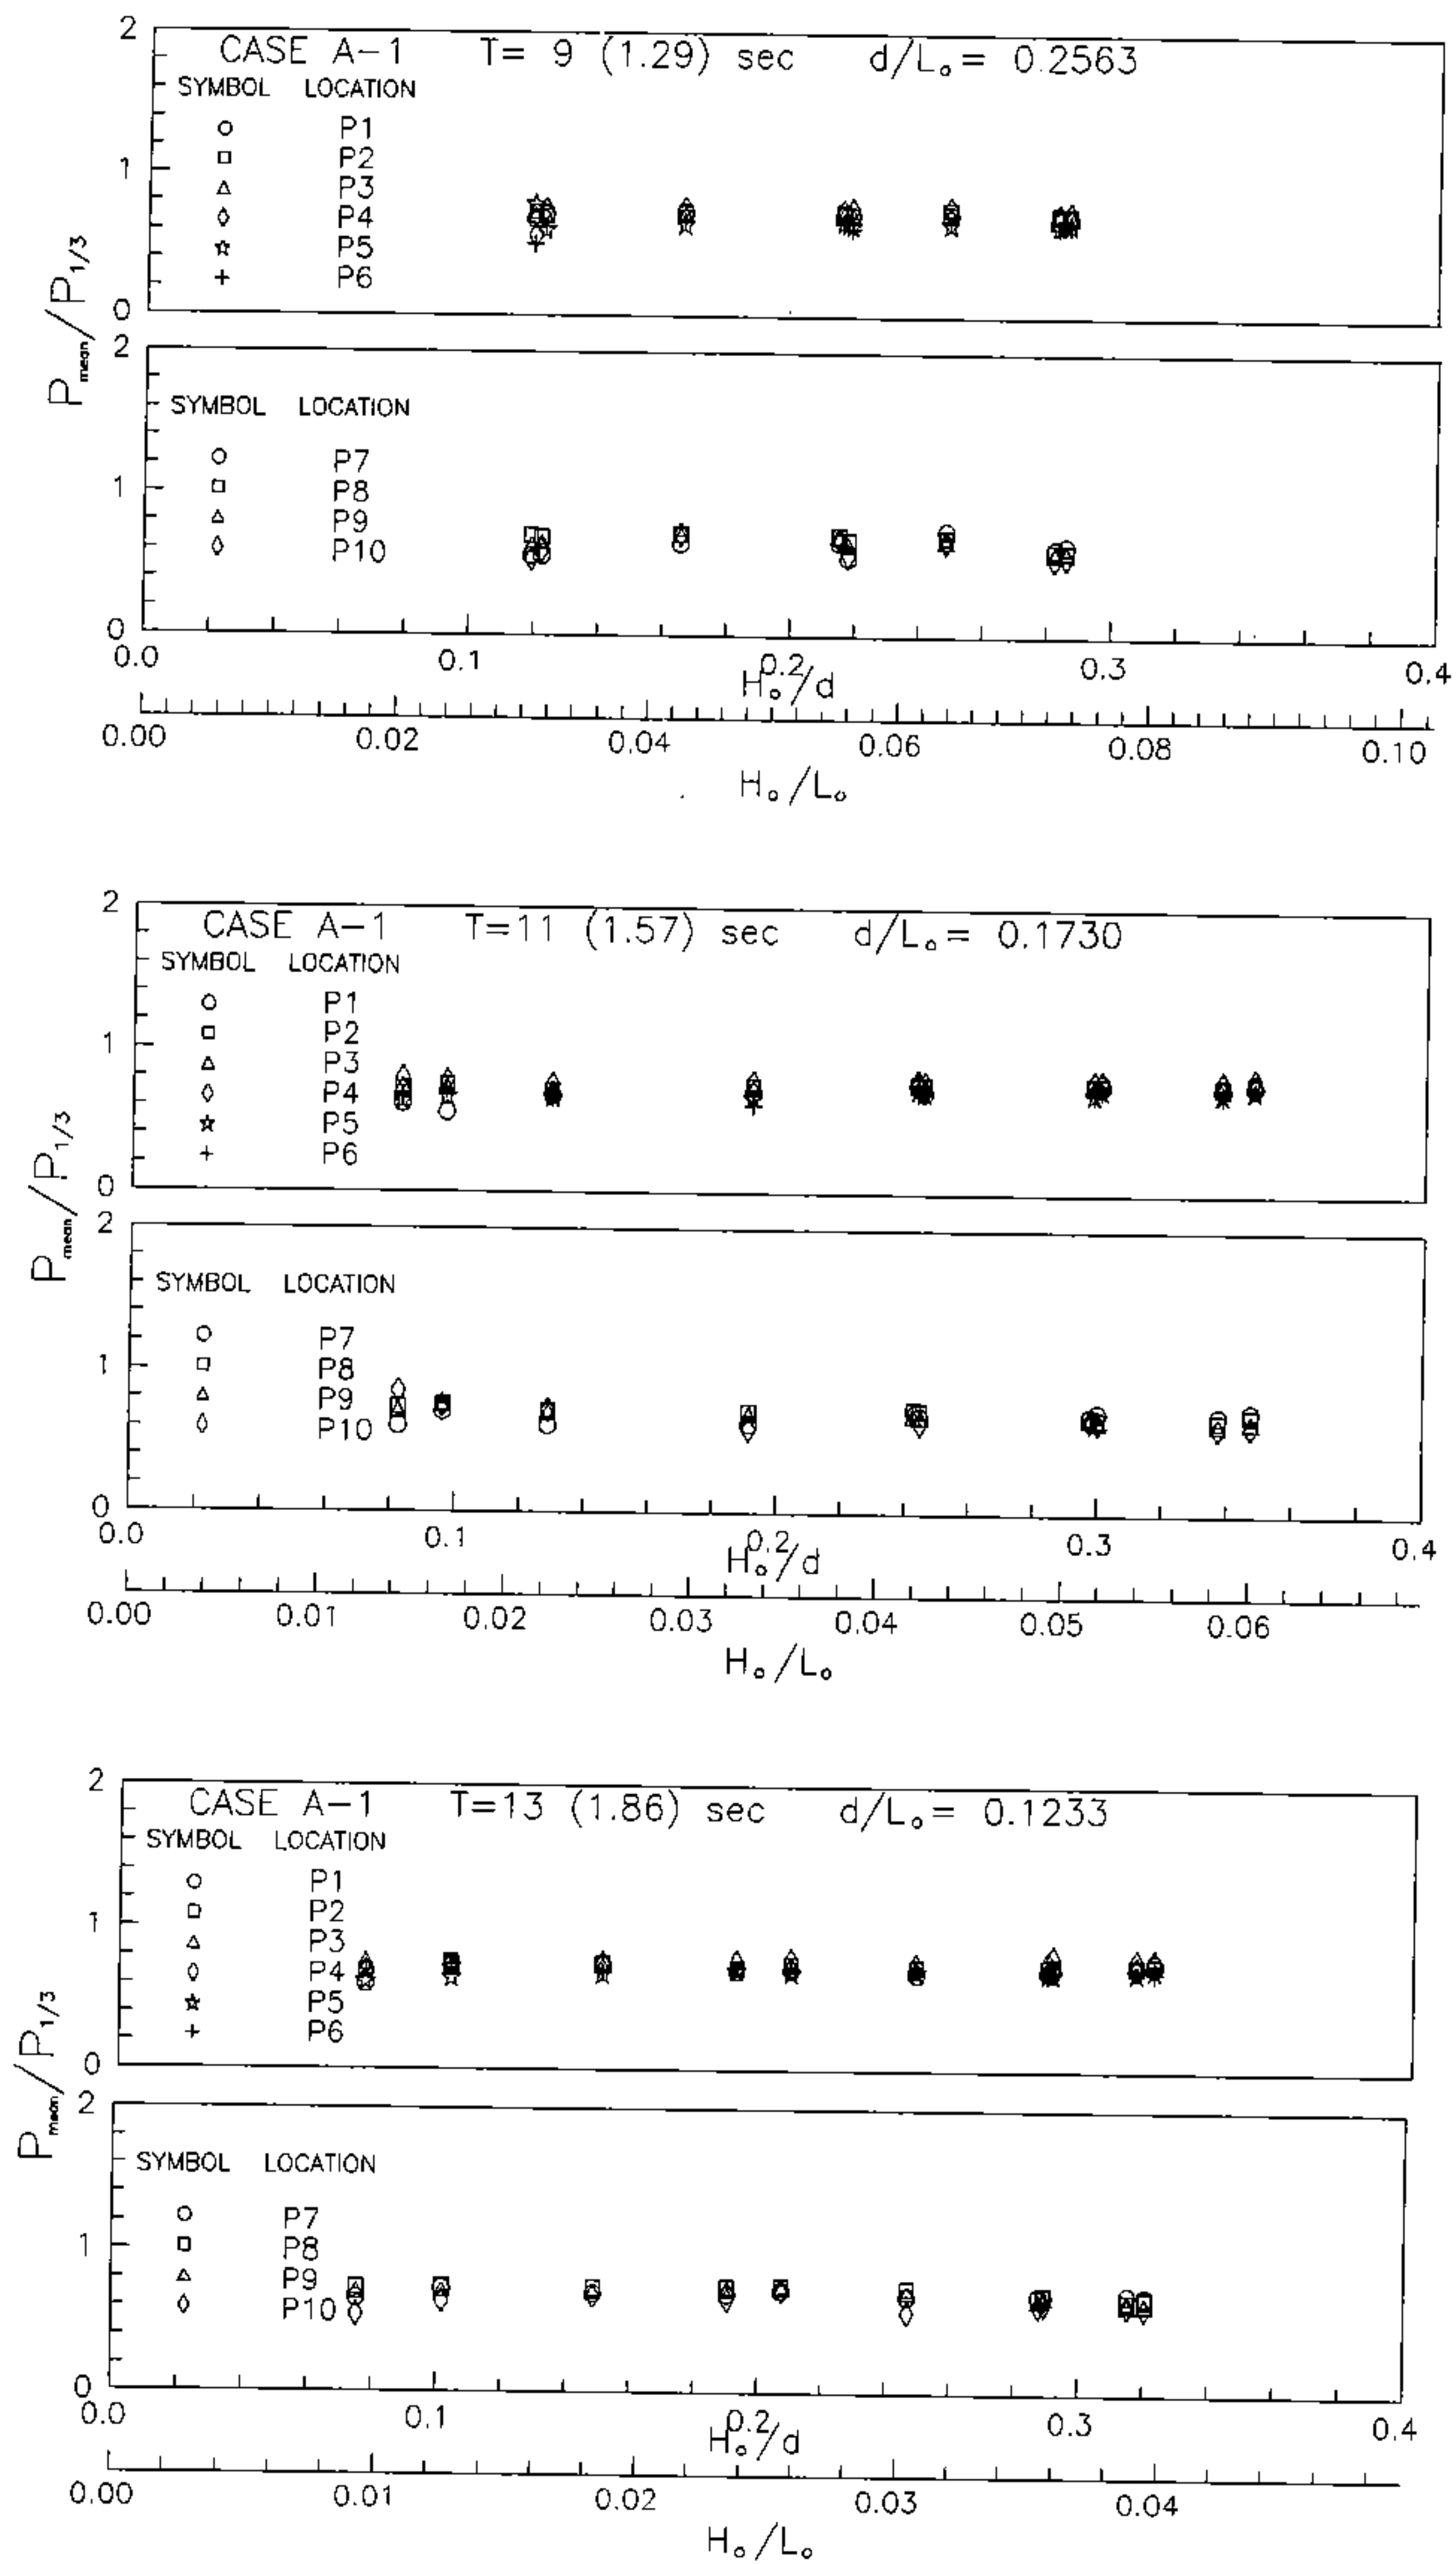 CASE A-1 T= 9 (1.29) sec d/Lₒ= 0.2563
SYMBOL LOCATION
P1
P2
P3
P4
P5
P6
2
1
0
Pmean/P1/3
2
1
0
SYMBOL LOCATION
P7
P8
P9
P10
0.0 0.1 0.2 0.3 0.4
Hₒ/d
0.00 0.02 0.04 0.06 0.08 0.10
Hₒ/Lₒ
CASE A-1 T=11 (1.57) sec d/Lₒ= 0.1730
SYMBOL LOCATION
P1
P2
P3
P4
P5
P6
2
1
0
Pmean/P1/3
2
1
0
SYMBOL LOCATION
P7
P8
P9
P10
0.0 0.1 0.2 0.3 0.4
Hₒ/d
0.00 0.01 0.02 0.03 0.04 0.05 0.06
Hₒ/Lₒ
CASE A-1 T=13 (1.86) sec d/Lₒ= 0.1233
SYMBOL LOCATION
P1
P2
P3
P4
P5
P6
2
1
0
Pmean/P1/3
2
1
0
SYMBOL LOCATION
P7
P8
P9
P10
0.0 0.1 0.2 0.3 0.4
Hₒ/d
0.00 0.01 0.02 0.03 0.04
Hₒ/Lₒ